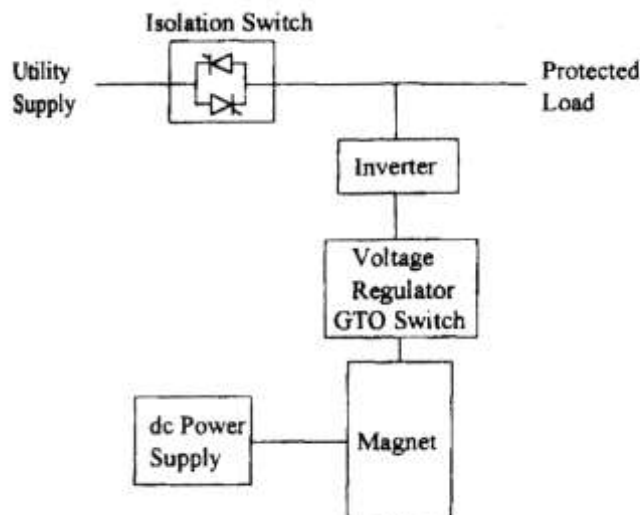 Isolation Switch
Utility
Supply
Protected
Load
Inverter
Voltage
Regulator
GTO Switch
dc Power
Supply
Magnet